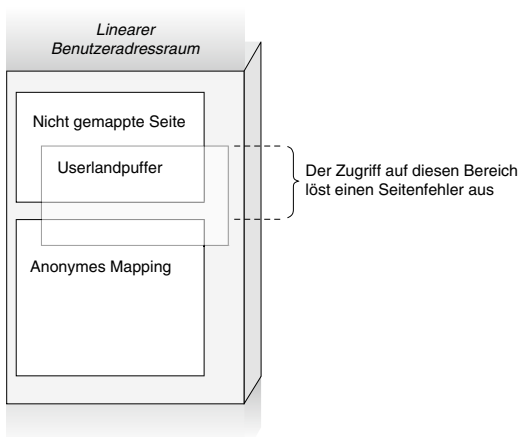 Linearer
Benutzeradressraum
Nicht gemappte Seite
Userlandpuffer
Der Zugriff auf diesen Bereich
löst einen Seitenfehler aus
Anonymes Mapping